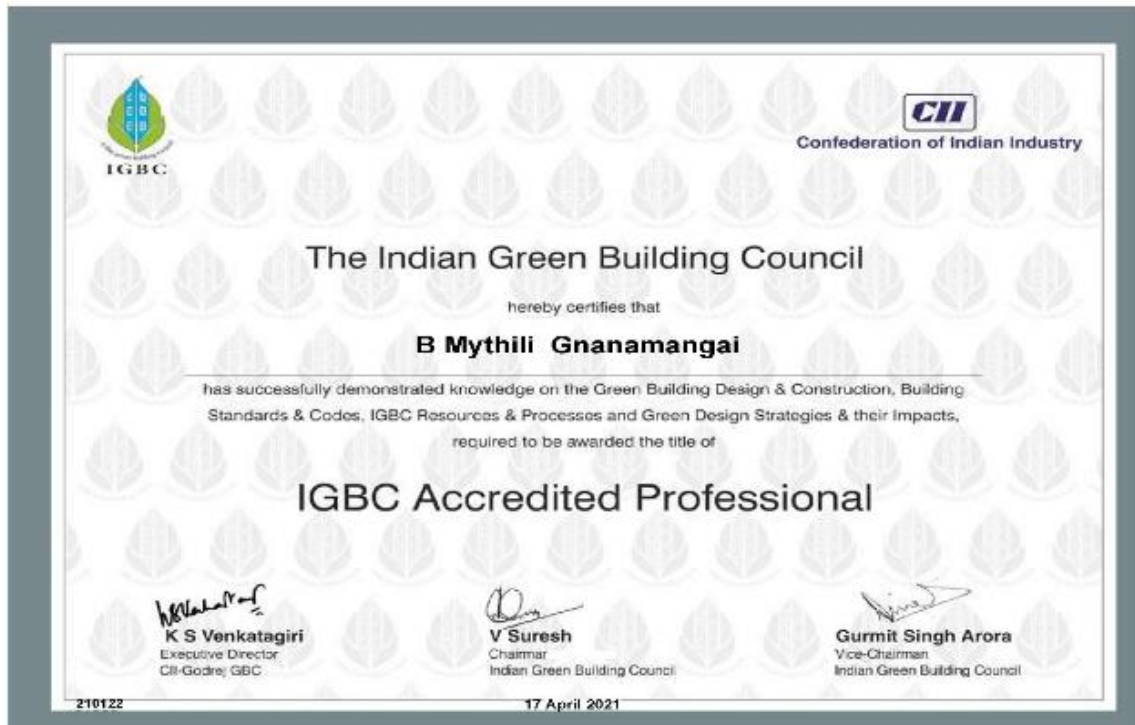 IGBC
CII
Confederation of Indian Industry
The Indian Green Building Council
hereby certifies that
B Mythili Gnanamangai
has successfully demonstrated knowledge on the Green Building Design & Construction, Building
Standards & Codes, IGBC Resources & Processes and Green Design Strategies & their Impacts,
required to be awarded the title of
IGBC Accredited Professional
K S Venkatagiri
Executive Director
CII-Godrej GBC
V Suresh
Chairman
Indian Green Building Council
Gurmit Singh Arora
Vice-Chairman
Indian Green Building Council
210122
17 April 2021